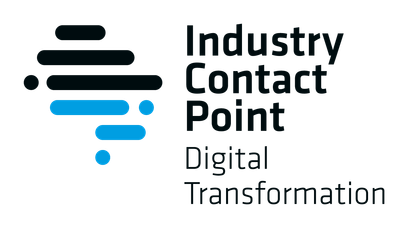 Industry
Contact
Point
Digital
Transformation